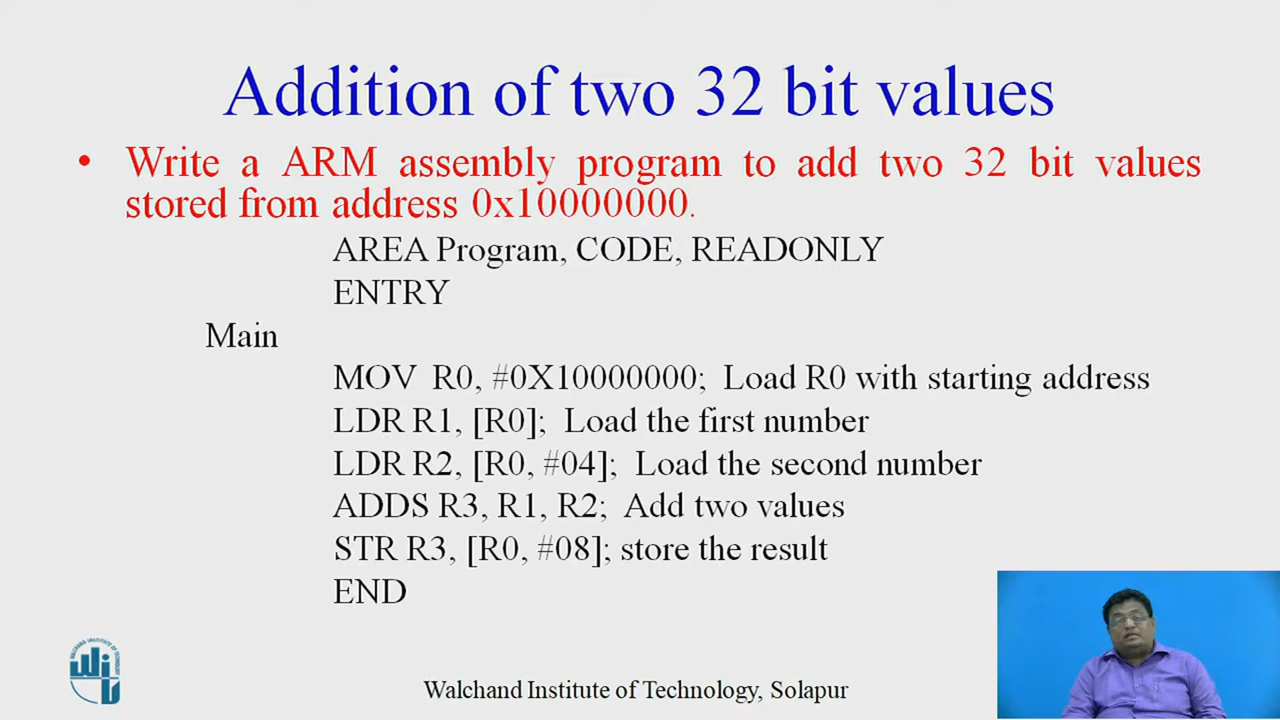 Addition of two 32 bit values
• Write a ARM assembly program to add two 32 bit values
stored from address 0x10000000.
AREA Program, CODE, READONLY
ENTRY
Main
MOV R0, #0X10000000; Load R0 with starting address
LDR R1, [R0]; Load the first number
LDR R2, [R0, #04]; Load the second number
ADDS R3, R1, R2; Add two values
STR R3, [R0, #08]; store the result
END
Walchand Institute of Technology, Solapur